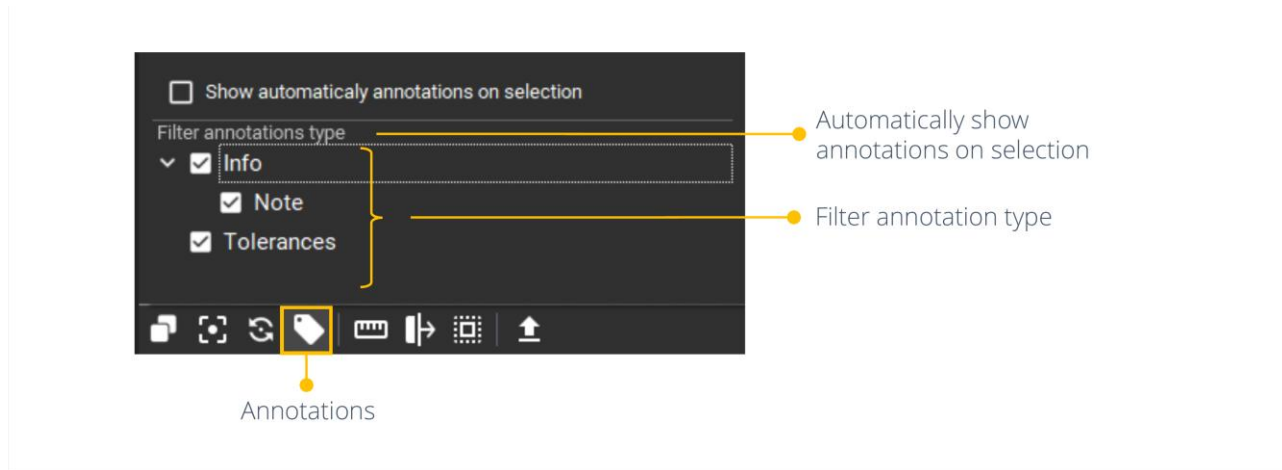 Show automaticaly annotations on selection
Filter annotations type
Info
Note
Tolerances
Automatically show
annotations on selection
Filter annotation type
Annotations